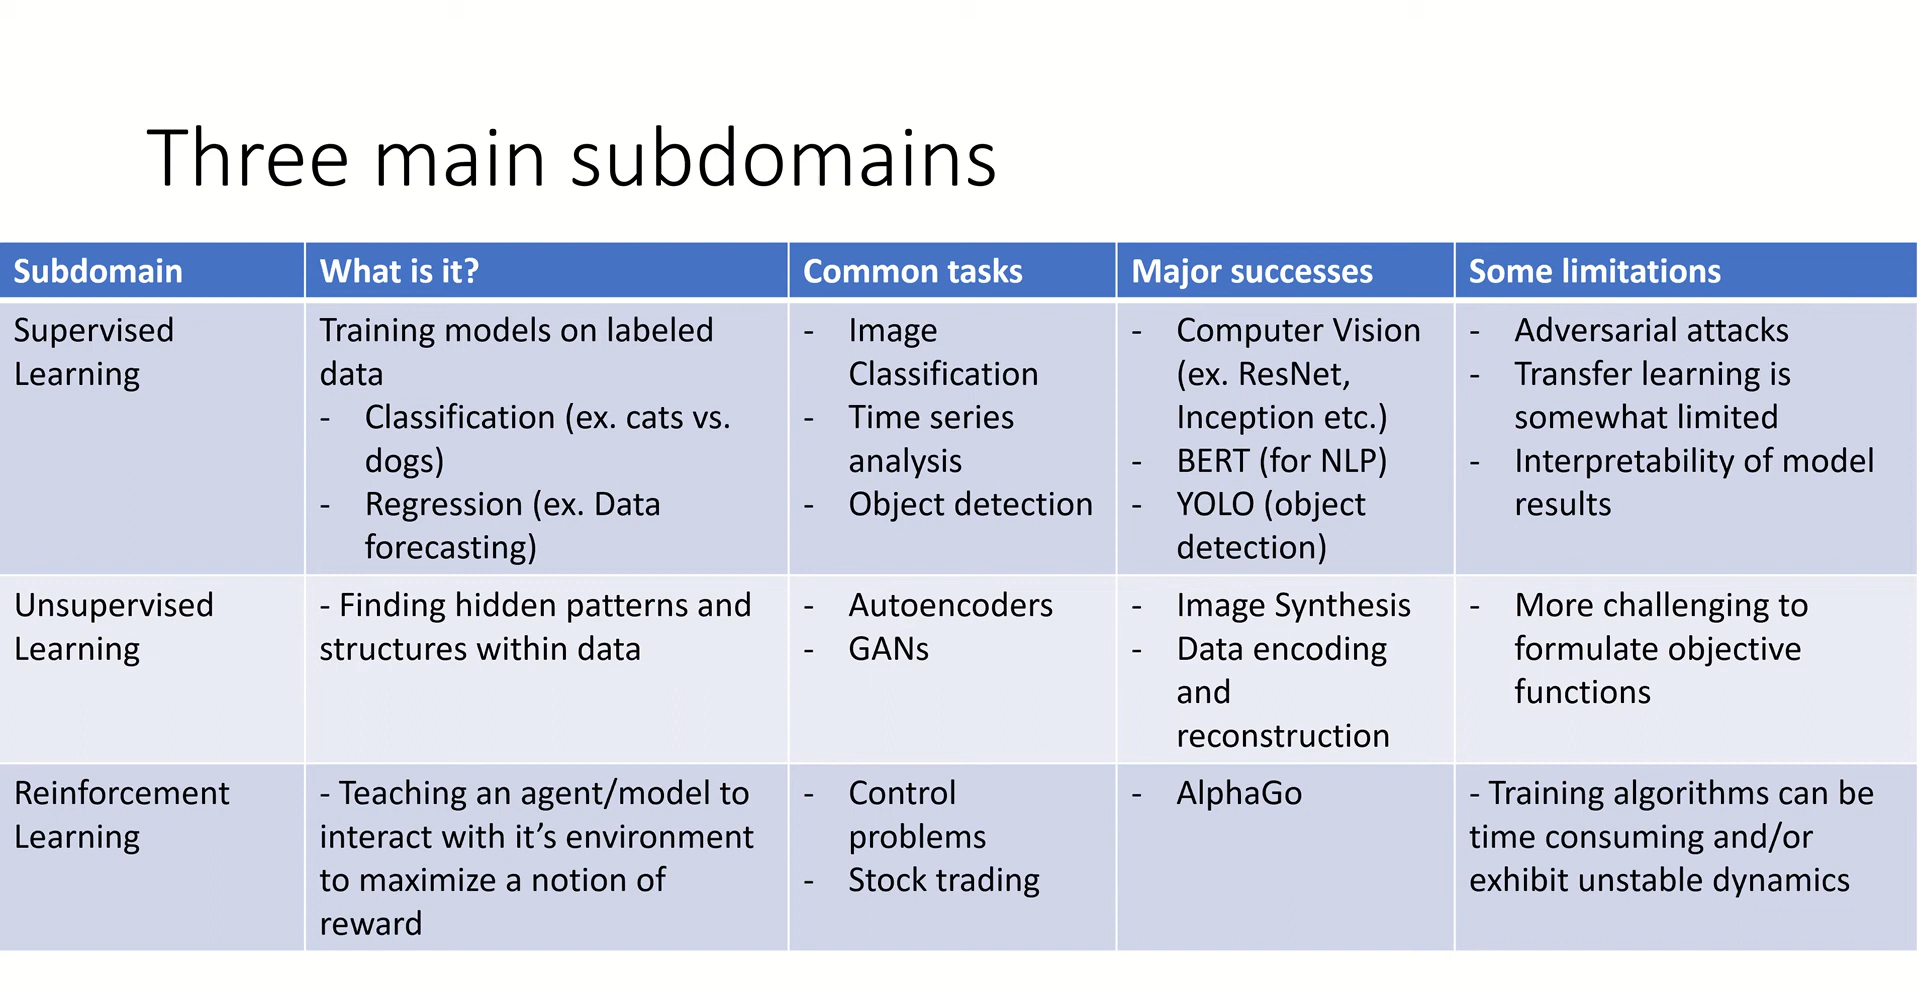 Three main subdomains
Subdomain
What is it?
Common tasks
Major successes
Some limitations
Supervised
Learning
Training models on labeled
data
- Classification (ex. cats vs.
dogs)
- Regression (ex. Data
forecasting)
- Image
Classification
- Time series
analysis
- Object detection
- Computer Vision
(ex. ResNet,
Inception etc.)
- BERT (for NLP)
- YOLO (object
detection)
- Adversarial attacks
- Transfer learning is
somewhat limited
- Interpretability of model
results
Unsupervised
Learning
- Finding hidden patterns and
structures within data
- Autoencoders
- GANs
- Image Synthesis
- Data encoding
and
reconstruction
- More challenging to
formulate objective
functions
Reinforcement
Learning
- Teaching an agent/model to
interact with it’s environment
to maximize a notion of
reward
- Control
problems
- Stock trading
- AlphaGo
- Training algorithms can be
time consuming and/or
exhibit unstable dynamics